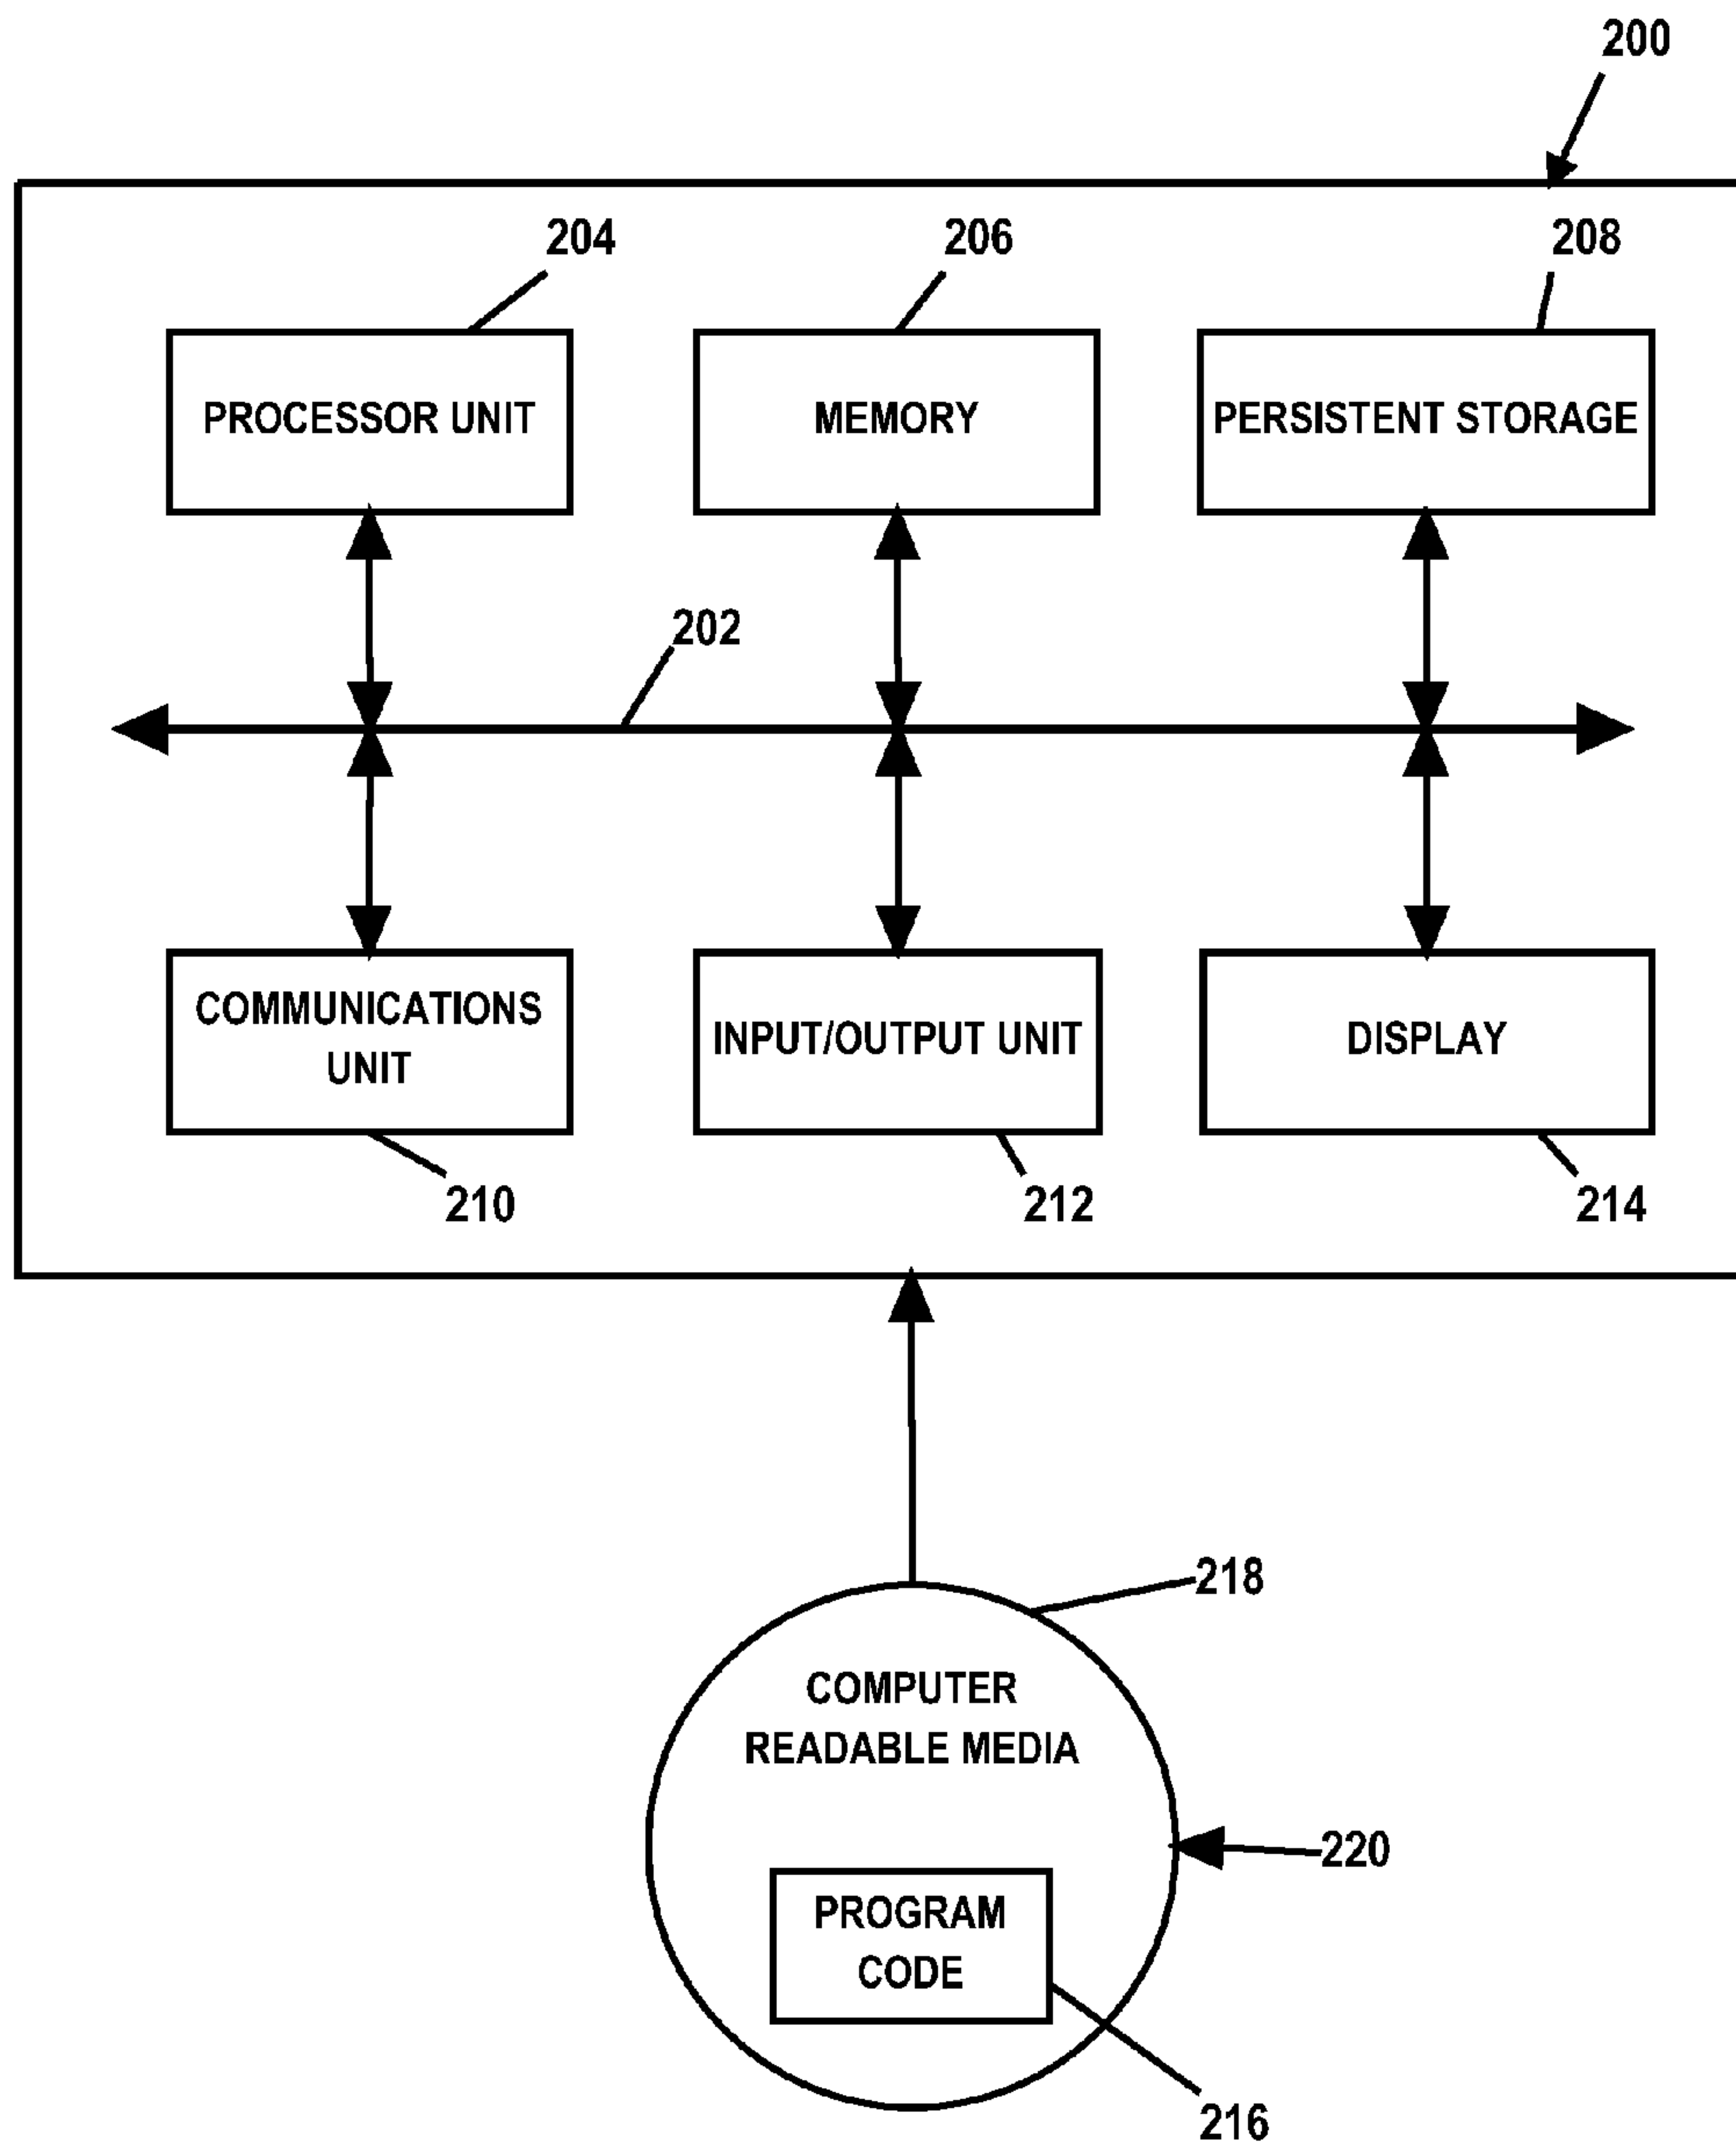 200
204
206
208
PROCESSOR UNIT
MEMORY
PERSISTENT STORAGE
202
COMMUNICATIONS
UNIT
INPUT/OUTPUT UNIT
DISPLAY
210
212
214
218
COMPUTER
READABLE MEDIA
220
PROGRAM
CODE
216